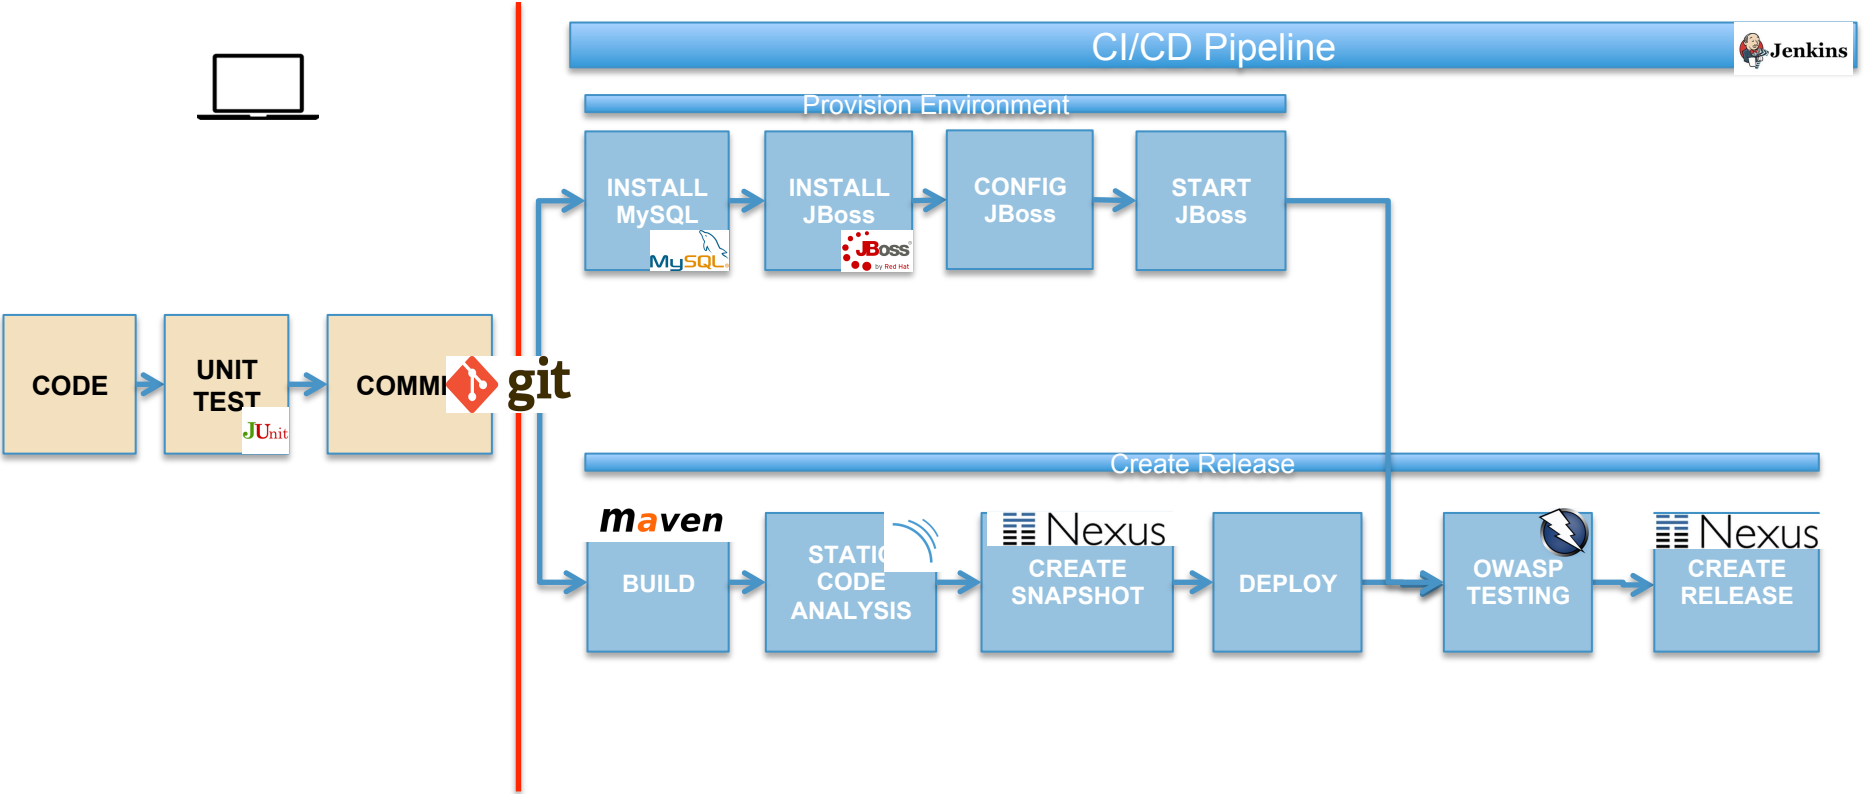 CI/CD Pipeline
Jenkins
Provision Environment
INSTALL
MySQL
MySQL
INSTALL
JBoss
JBoss
by Red Hat
CONFIG
JBoss
START
JBoss
CODE
UNIT
TEST
JUnit
COMMI
git
Create Release
maven
BUILD
STATIC
CODE
ANALYSIS
Nexus
CREATE
SNAPSHOT
DEPLOY
OWASP
TESTING
Nexus
CREATE
RELEASE